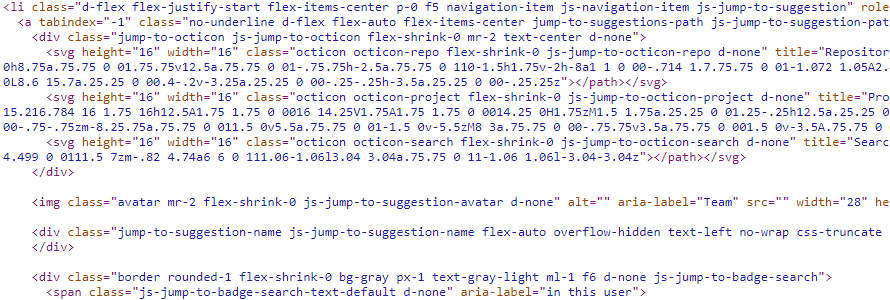 <li class="d-flex flex-justify-start flex-items-center p-0 f5 navigation-item js-navigation-item js-jump-to-suggestion" role
<a tabindex="-1" class="no-underline d-flex flex-auto flex-items-center jump-to-suggestions-path js-jump-to-suggestion-pat
<div class="jump-to-octicon js-jump-to-octicon flex-shrink-0 mr-2 text-center d-none">
<svg height="16" width="16" class="octicon octicon-repo flex-shrink-0 js-jump-to-octicon-repo d-none" title="Repositor
0h8.75a.75.75 0 01.75.75v12.5a.75.75 0 01-.75.75h-2.5a.75.75 0 110-1.5h1.75v-2h-8a1 1 0 00-.714 1.7.75.75 0 01-1.072 1.05A2.
0L8.6 15.7a.25.25 0 00.4-.2v-3.25a.25.25 0 00-.25-.25h-3.5a.25.25 0 00-.25.25z"></path></svg>
<svg height="16" width="16" class="octicon octicon-project flex-shrink-0 js-jump-to-octicon-project d-none" title="Pro
15.216.784 16 1.75 16h12.5A1.75 1.75 0 0016 14.25V1.75A1.75 1.75 0 0014.25 0H1.75zM1.5 1.75a.25.25 0 01.25-.25h12.5a.25.25 0
00-.75-.75zm-8.25.75a.75.75 0 011.5 0v5.5a.75.75 0 01-1.5 0v-5.5zM8 3a.75.75 0 00-.75.75v3.5a.75.75 0 001.5 0v-3.5A.75.75 0
<svg height="16" width="16" class="octicon octicon-search flex-shrink-0 js-jump-to-octicon-search d-none" title="Searc
4.499 0 0111.5 7zm-.82 4.74a6 6 0 111.06-1.06l3.04 3.04a.75.75 0 11-1.06 1.06l-3.04-3.04z"></path></svg>
</div>
<img class="avatar mr-2 flex-shrink-0 js-jump-to-suggestion-avatar d-none" alt="" aria-label="Team" src="" width="28" he
<div class="jump-to-suggestion-name js-jump-to-suggestion-name flex-auto overflow-hidden text-left no-wrap css-truncate
</div>
<div class="border rounded-1 flex-shrink-0 bg-gray px-1 text-gray-light ml-1 f6 d-none js-jump-to-badge-search">
<span class="js-jump-to-badge-search-text-default d-none" aria-label="in this user">